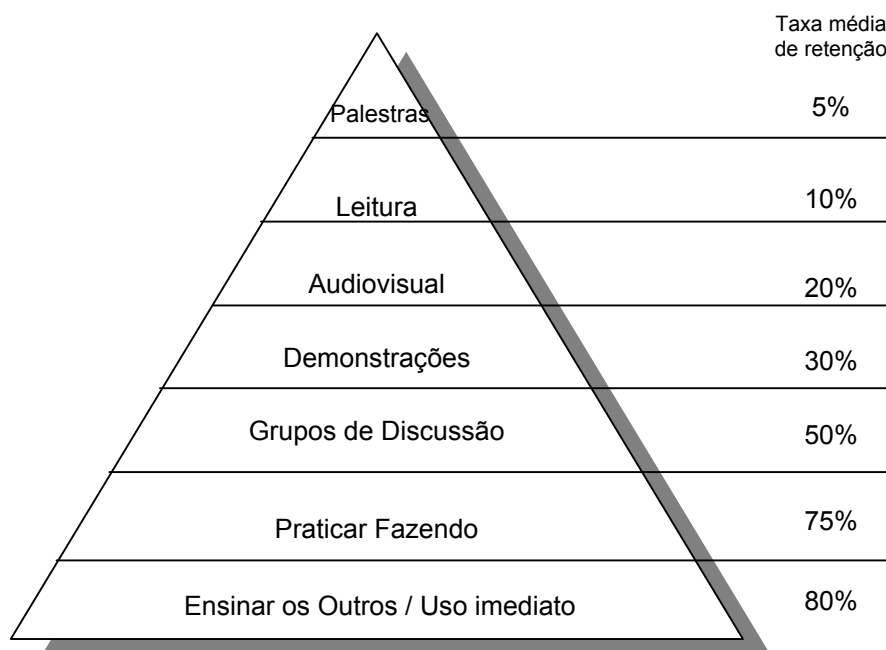 Taxa média
de retenção
Palestras 5%
Leitura 10%
Audiovisual 20%
Demonstrações 30%
Grupos de Discussão 50%
Praticar Fazendo 75%
Ensinar os Outros / Uso imediato 80%